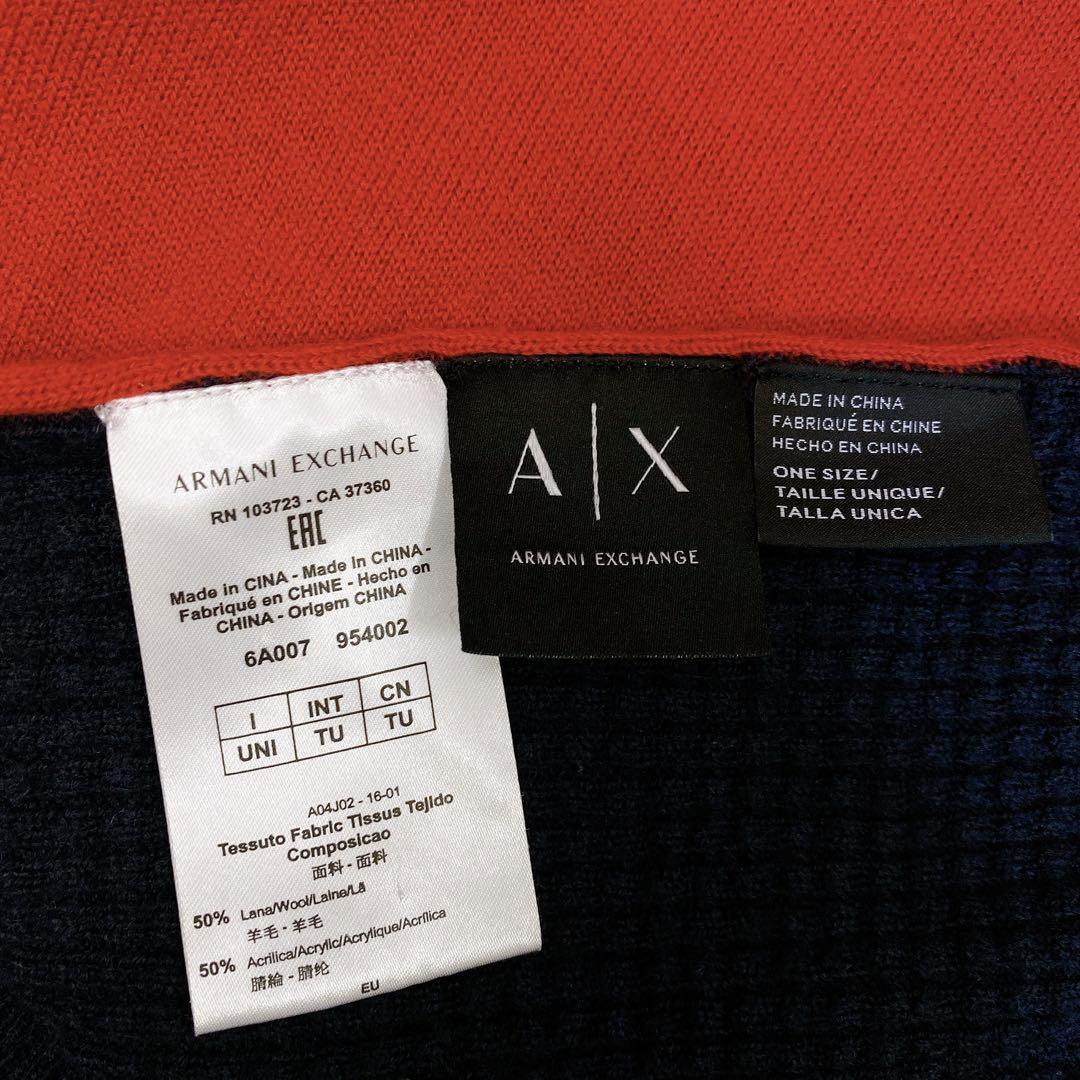 ARMANI EXCHANGE
RN 103723 - CA 37360
EAC
Made in CINA - Made in CHINA -
Fabriqué en CHINE - Hecho en
CHINA - Origem CHINA
6A007 954002
I INT CN
UNI TU TU
A04J02 - 16-01
Tessuto Fabric Tissus Tejido
Composicao
面料 - 面料
50% Lana/Wool/Laine/Lã
羊毛 - 羊毛
50% Acrilica/Acrylic/Acrylique/Acrílica
腈綸 - 腈纶
EU
A|X
ARMANI EXCHANGE
MADE IN CHINA
FABRIQUÉ EN CHINE
HECHO EN CHINA
ONE SIZE/
TAILLE UNIQUE/
TALLA UNICA